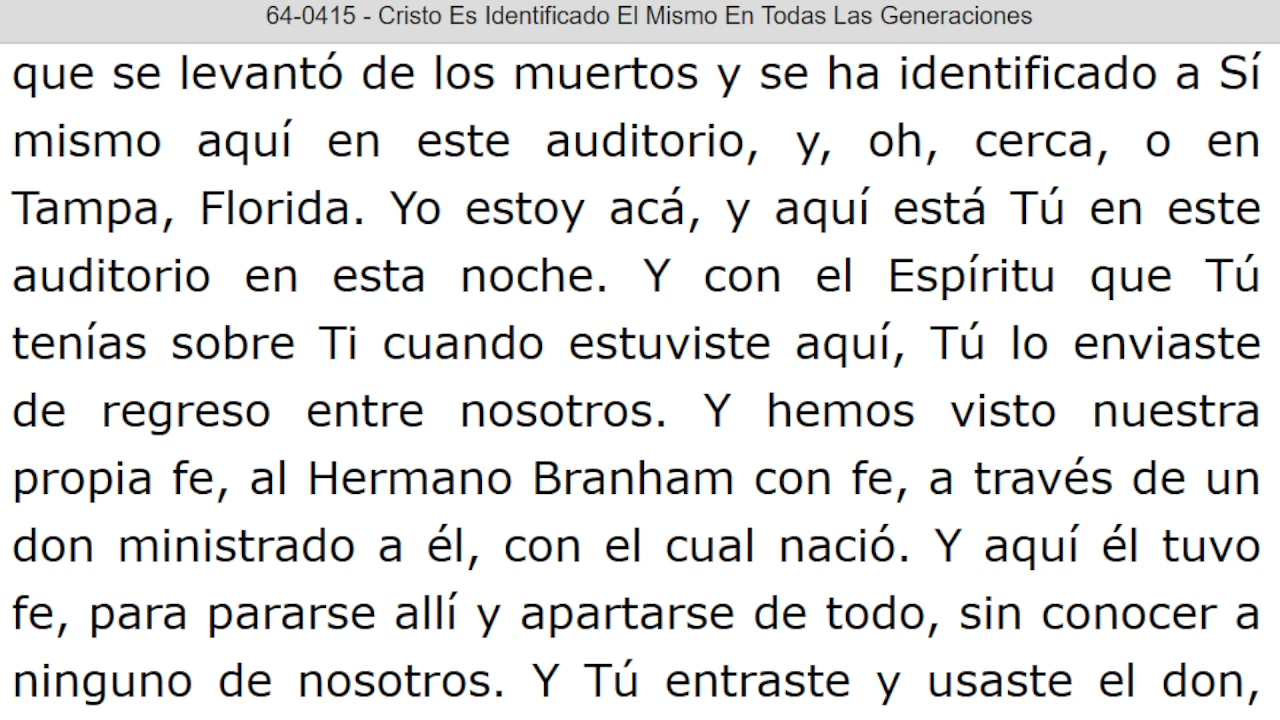 64-0415 - Cristo Es Identificado El Mismo En Todas Las Generaciones
que se levantó de los muertos y se ha identificado a Sí
mismo aquí en este auditorio, y, oh, cerca, o en
Tampa, Florida. Yo estoy acá, y aquí está Tú en este
auditorio en esta noche. Y con el Espíritu que Tú
tenías sobre Ti cuando estuviste aquí, Tú lo enviaste
de regreso entre nosotros. Y hemos visto nuestra
propia fe, al Hermano Branham con fe, a través de un
don ministrado a él, con el cual nació. Y aquí él tuvo
fe, para pararse allí y apartarse de todo, sin conocer a
ninguno de nosotros. Y Tú entraste y usaste el don,